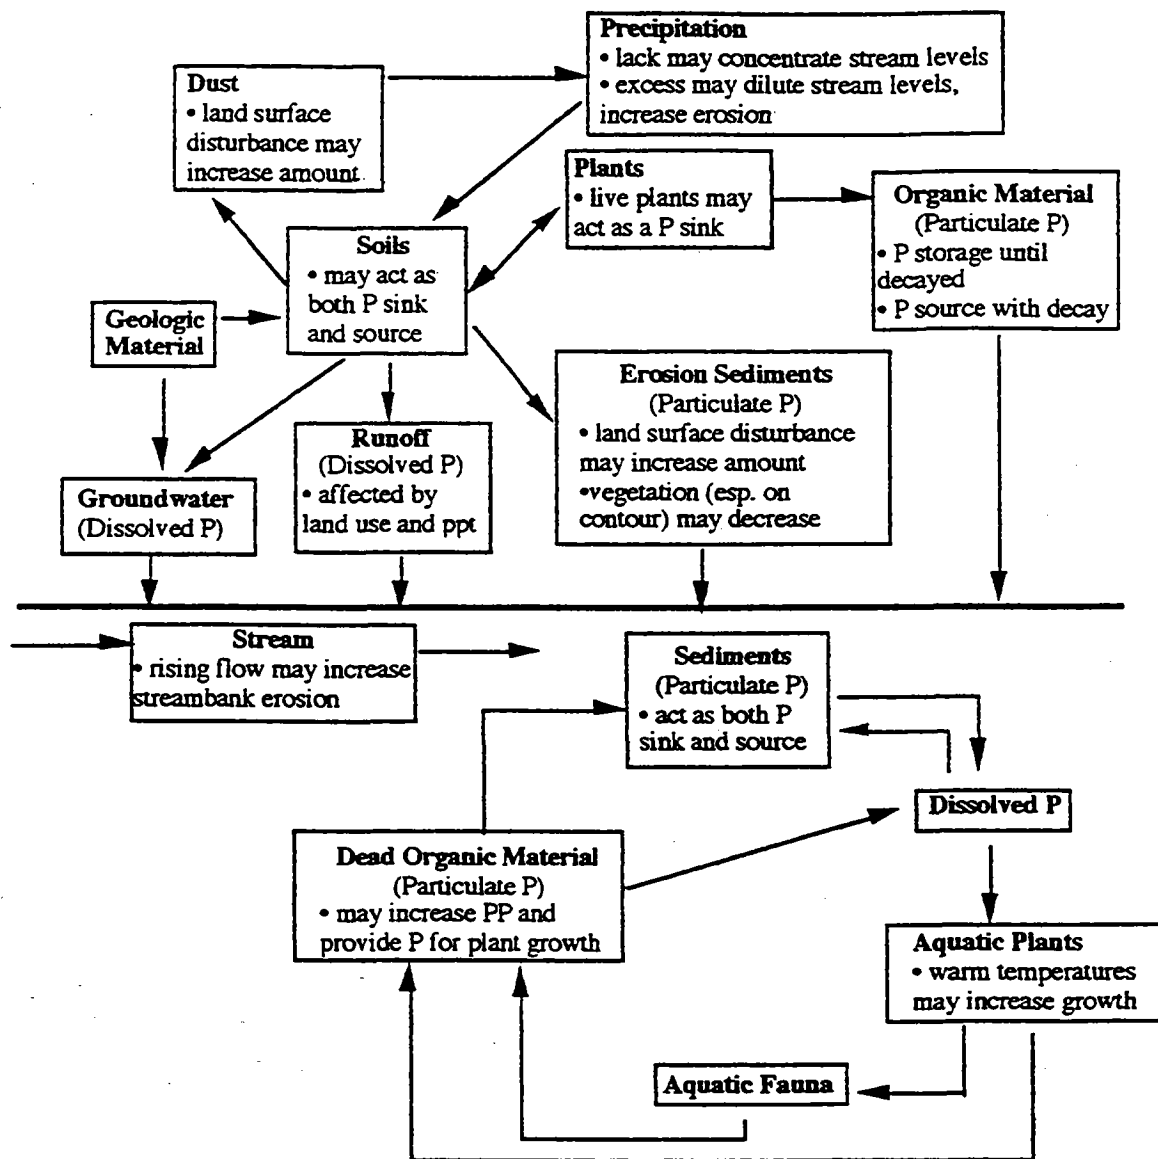 Precipitation
• lack may concentrate stream levels
• excess may dilute stream levels,
increase erosion
Dust
• land surface
disturbance may
increase amount
Plants
• live plants may
act as a P sink
Organic Material
(Particulate P)
• P storage until
decayed
• P source with decay
Soils
• may act as
both P sink
and source
Geologic
Material
Erosion Sediments
(Particulate P)
• land surface disturbance
may increase amount
•vegetation (esp. on
contour) may decrease
Runoff
(Dissolved P)
• affected by
land use and ppt
Groundwater
(Dissolved P)
Stream
• rising flow may increase
streambank erosion
Sediments
(Particulate P)
• act as both P
sink and source
Dissolved P
Dead Organic Material
(Particulate P)
• may increase PP and
provide P for plant growth
Aquatic Plants
• warm temperatures
may increase growth
Aquatic Fauna